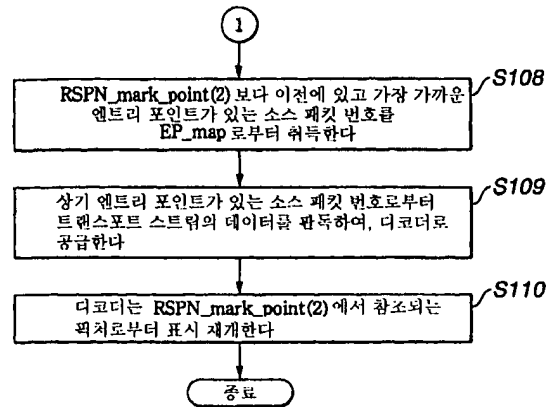 1
RSPN_mark_point(2) 보다 이전에 있고 가장 가까운
엔트리 포인트가 있는 소스 패킷 번호를
EP_map 로부터 취득한다
S108
상기 엔트리 포인트가 있는 소스 패킷 번호로부터
트랜스포트 스트림의 데이터를 판독하여, 디코더로
공급한다
S109
디코더는 RSPN_mark_point(2) 에서 참조되는
픽처로부터 표시 재개한다
S110
종료